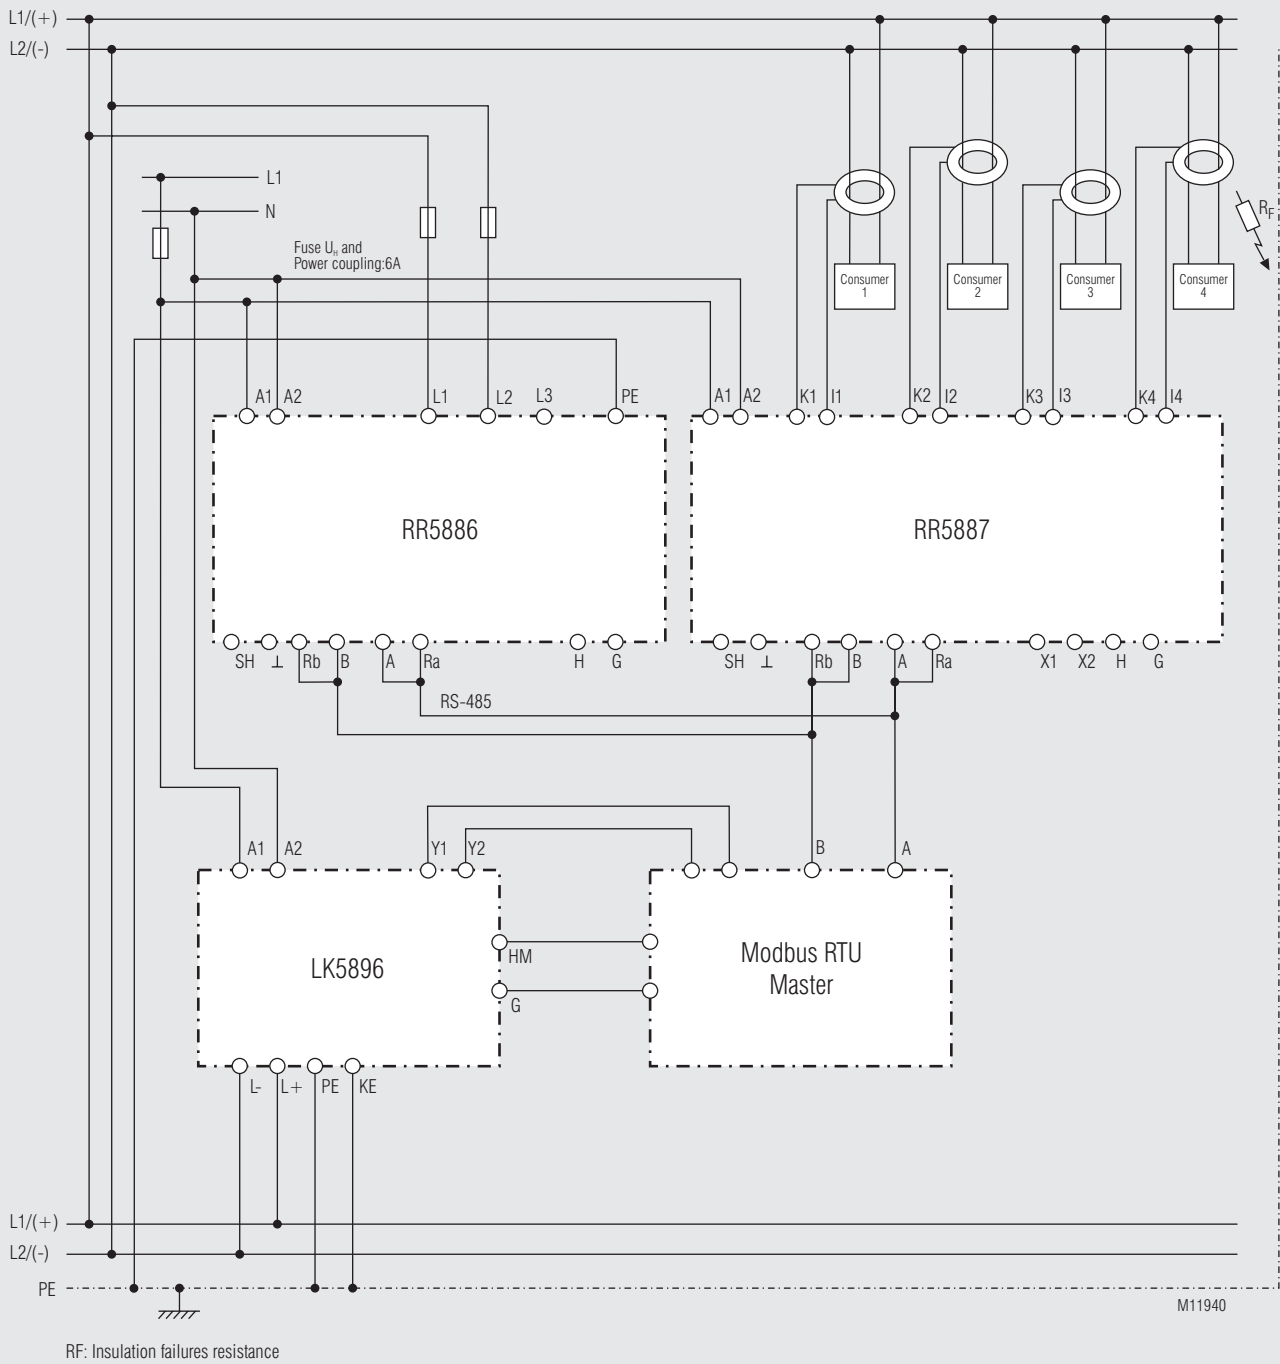 L1/(+)
L2/(-)
L1
N
Fuse UH and
Power coupling:6A
RF
Consumer
1
Consumer
2
Consumer
3
Consumer
4
A1 A2 L1 L2 L3 PE
A1 A2 K1 I1 K2 I2 K3 I3 K4 I4
RR5886
RR5887
SH ⊥ Rb B A Ra H G
SH ⊥ Rb B A Ra X1 X2 H G
RS-485
A1 A2 Y1 Y2
B A
LK5896
HM
G
Modbus RTU
Master
L- L+ PE KE
L1/(+)
L2/(-)
PE
M11940
RF: Insulation failures resistance